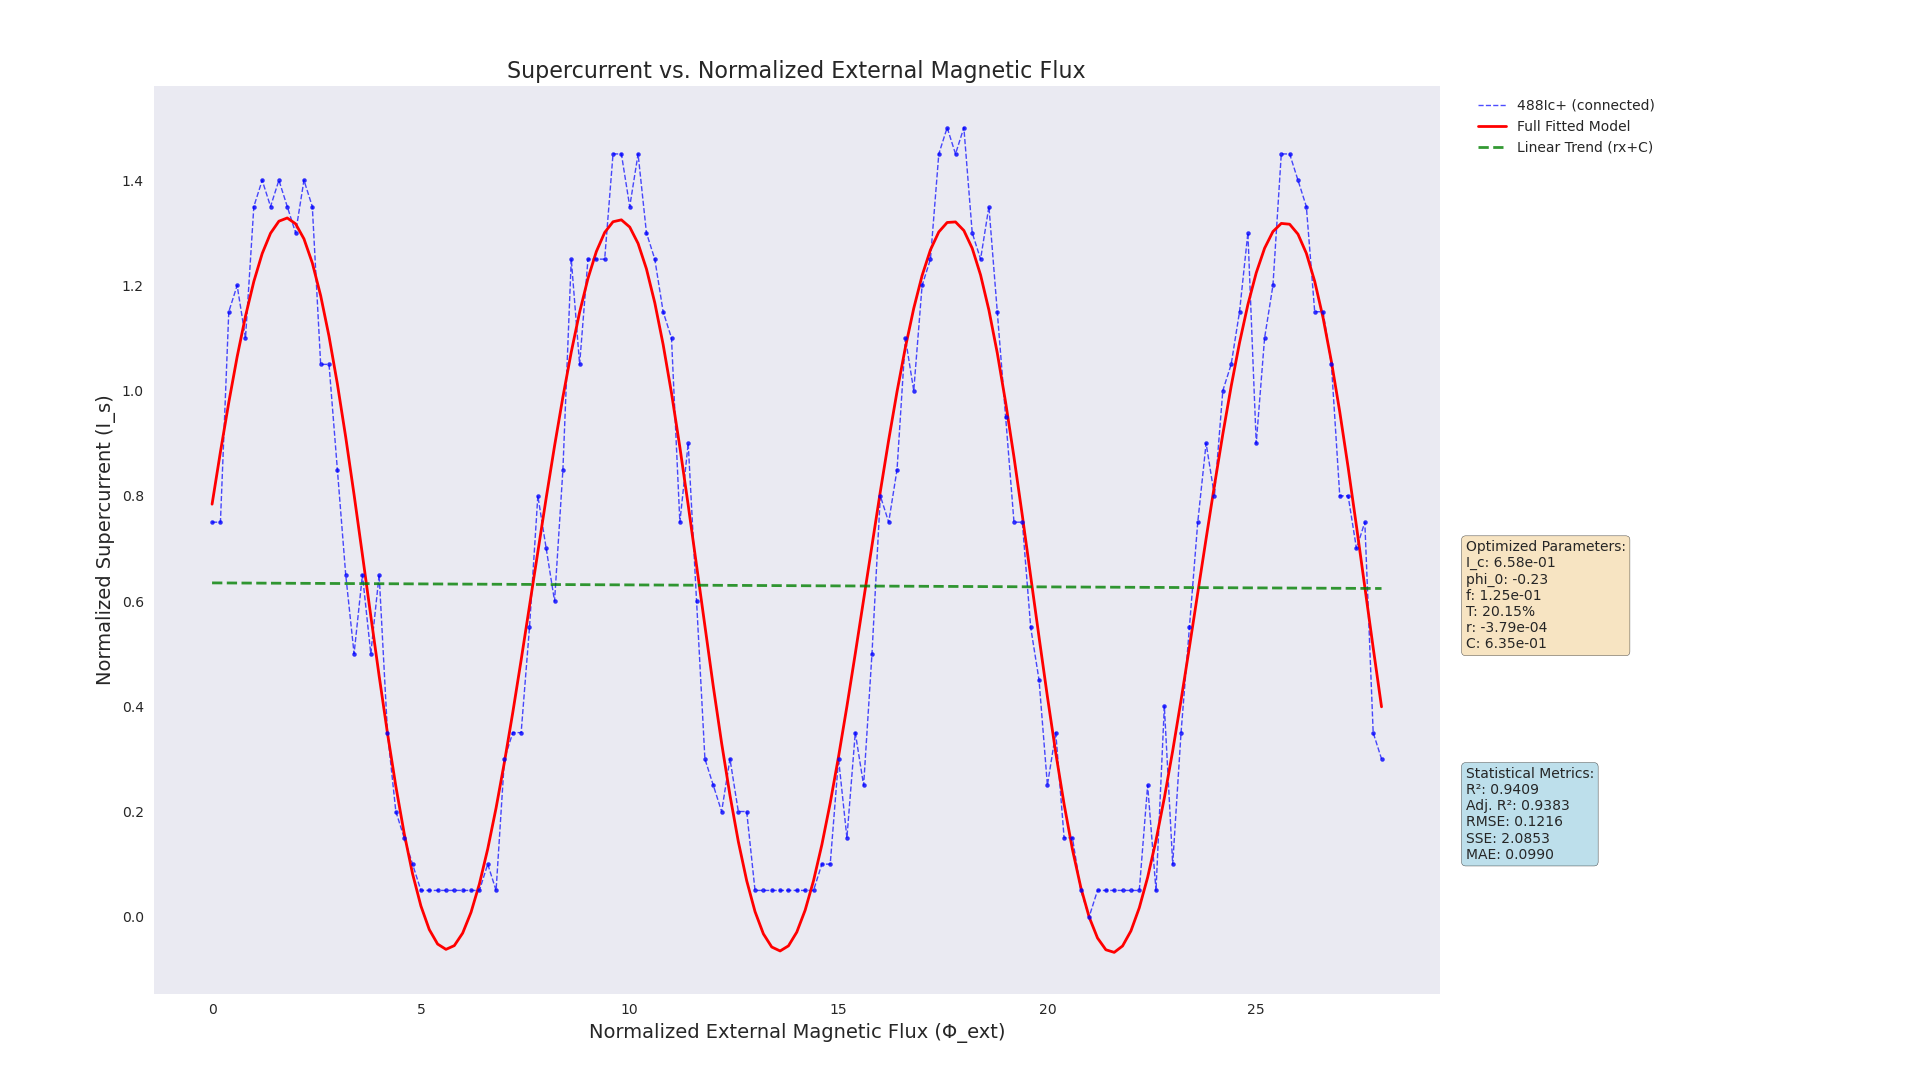 Supercurrent vs. Normalized External Magnetic Flux
488Ic+ (connected)
Full Fitted Model
Linear Trend (rx+C)
Normalized Supercurrent (I_s)
1.4
1.2
1.0
0.8
0.6
0.4
0.2
0.0
0 5 10 15 20 25
Normalized External Magnetic Flux (Φ_ext)
Optimized Parameters:
I_c: 6.58e-01
phi_0: -0.23
f: 1.25e-01
T: 20.15%
r: -3.79e-04
C: 6.35e-01
Statistical Metrics:
R²: 0.9409
Adj. R²: 0.9383
RMSE: 0.1216
SSE: 2.0853
MAE: 0.0990